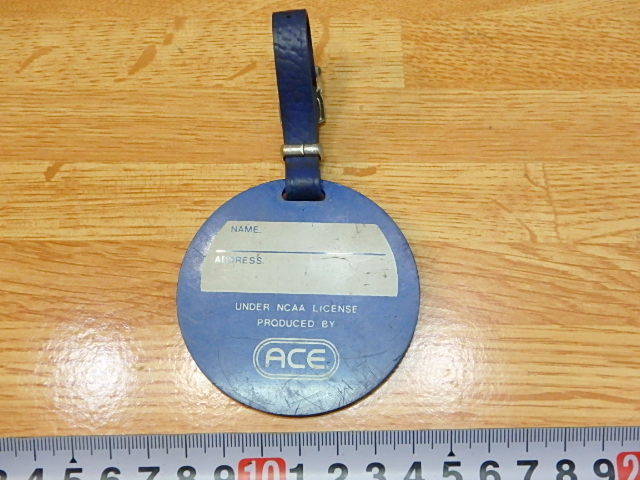 NAME.
ADDRESS.
UNDER NCAA LICENSE
PRODUCED BY
ACE
4 5 6 7 8 9 10 1 2 3 4 5 6 7 8 9 2